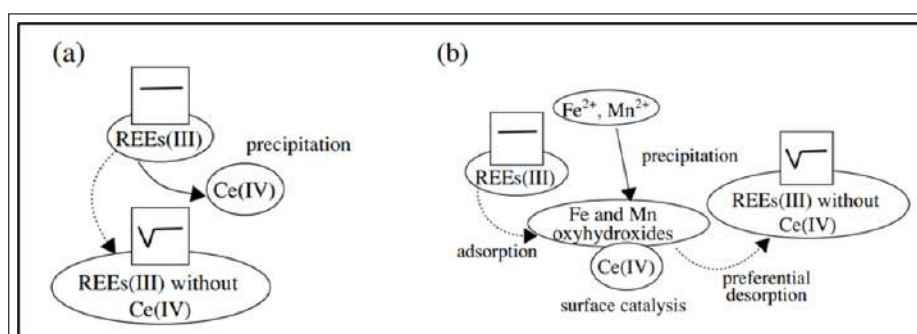 (a)
REEs(III)
precipitation
Ce(IV)
REEs(III) without
Ce(IV)
(b)
Fe²⁺, Mn²⁺
REEs(III)
precipitation
Fe and Mn
oxyhydroxides
adsorption
Ce(IV)
surface catalysis
REEs(III) without
Ce(IV)
preferential
desorption